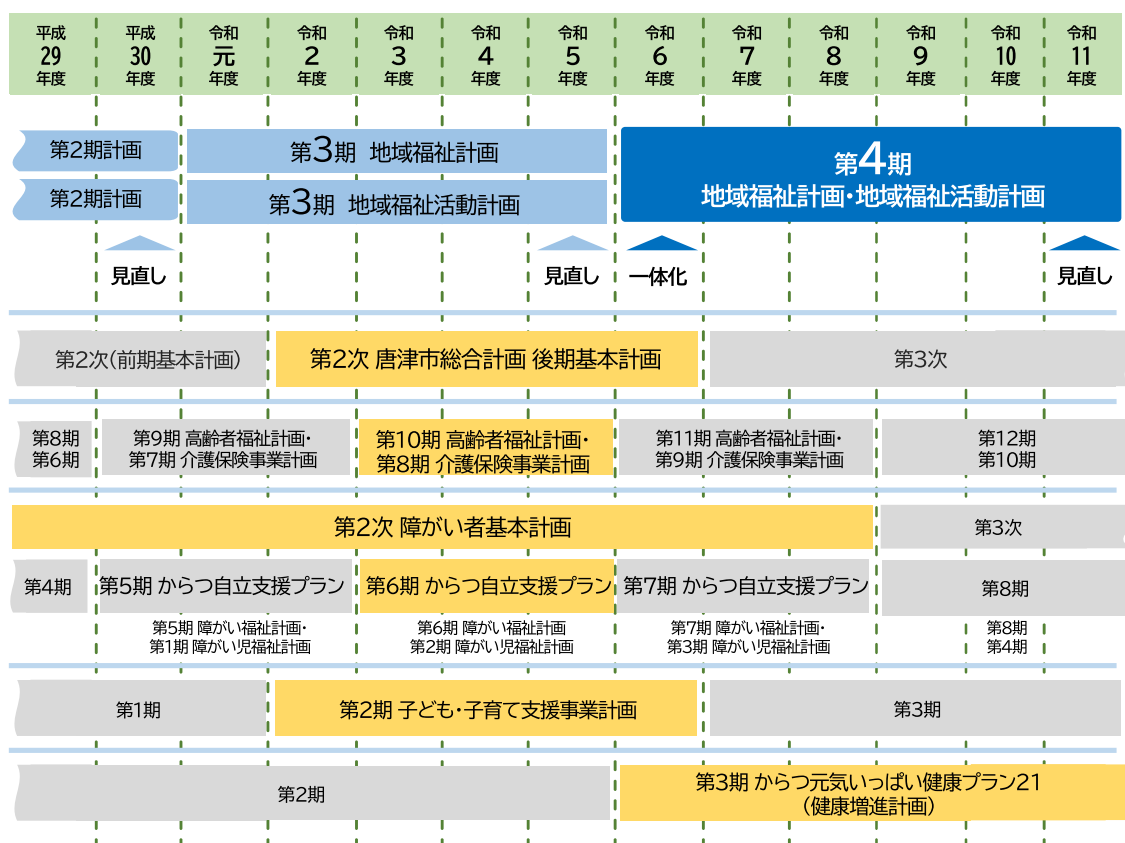 平成 平成 令和 令和 令和 令和 令和 令和 令和 令和 令和 令和 令和
29 30 元 2 3 4 5 6 7 8 9 10 11
年度 年度 年度 年度 年度 年度 年度 年度 年度 年度 年度 年度 年度
第2期計画
第3期 地域福祉計画
第2期計画
第3期 地域福祉活動計画
第4期
地域福祉計画・地域福祉活動計画
見直し
見直し
一体化
見直し
第2次(前期基本計画)
第2次 唐津市総合計画 後期基本計画
第3次
第8期
第6期
第9期 高齢者福祉計画・
第7期 介護保険事業計画
第10期 高齢者福祉計画・
第8期 介護保険事業計画
第11期 高齢者福祉計画・
第9期 介護保険事業計画
第12期
第10期
第2次 障がい者基本計画
第3次
第4期
第5期 からつ自立支援プラン
第6期 からつ自立支援プラン
第7期 からつ自立支援プラン
第8期
第5期 障がい福祉計画・
第1期 障がい児福祉計画
第6期 障がい福祉計画
第2期 障がい児福祉計画
第7期 障がい福祉計画・
第3期 障がい児福祉計画
第8期
第4期
第1期
第2期 子ども・子育て支援事業計画
第3期
第2期
第3期 からつ元気いっぱい健康プラン21
(健康増進計画)